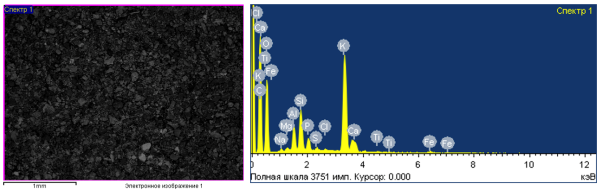 Спектр 1
1mm
Электронное изображение 1
Спектр 1
Cl
Ca
O
Ti
K
Fe
C
Na
Mg
Al
Si
P
S
Cl
K
Ca
Ti
Ti
Fe
Fe
0 2 4 6 8 10 12
Полная шкала 3751 имп. Курсор: 0.000 кэВ